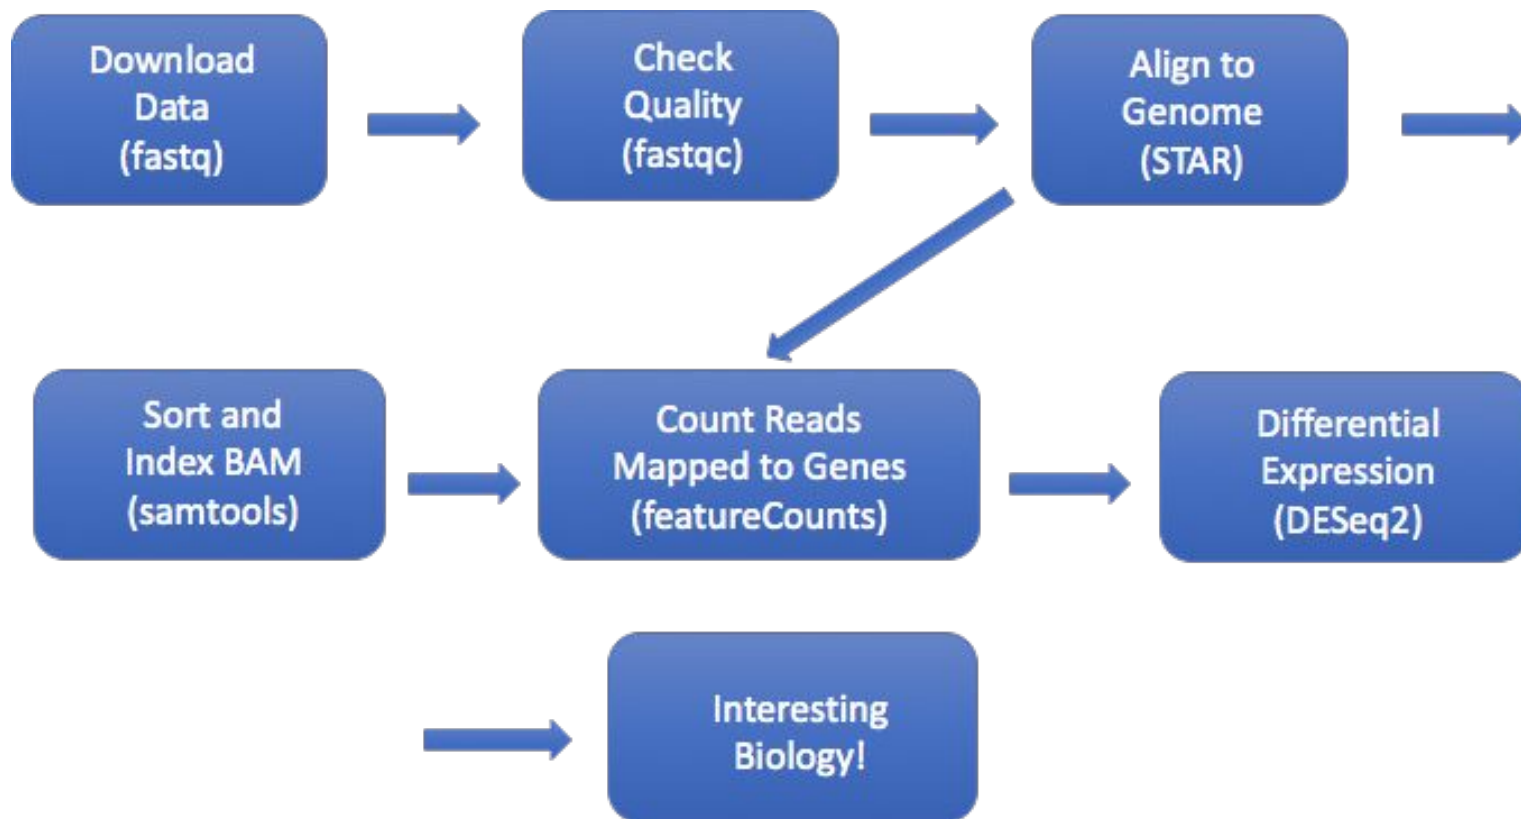 Download
Data
(fastq)
Check
Quality
(fastqc)
Align to
Genome
(STAR)
Sort and
Index BAM
(samtools)
Count Reads
Mapped to Genes
(featureCounts)
Differential
Expression
(DESeq2)
Interesting
Biology!